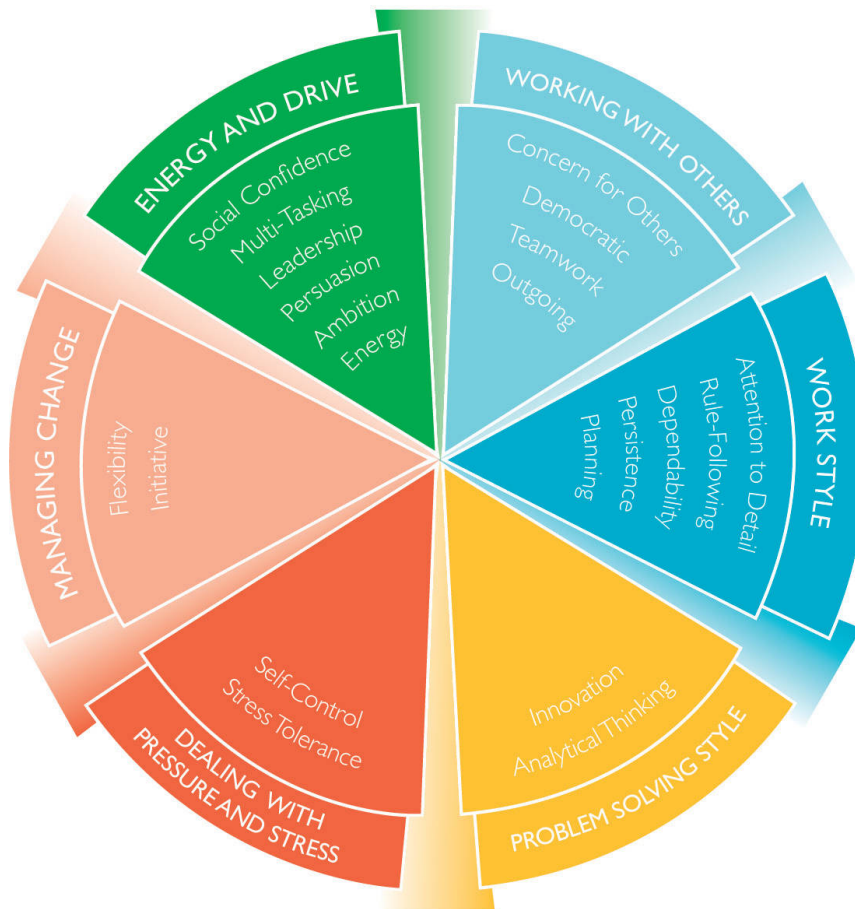 ENERGY AND DRIVE
Social Confidence
Multi-Tasking
Leadership
Persuasion
Ambition
Energy
WORKING WITH OTHERS
Concern for Others
Democratic
Teamwork
Outgoing
WORK STYLE
Attention to Detail
Rule-Following
Dependability
Persistence
Planning
PROBLEM SOLVING STYLE
Innovation
Analytical Thinking
DEALING WITH
PRESSURE AND STRESS
Self-Control
Stress Tolerance
MANAGING CHANGE
Flexibility
Initiative